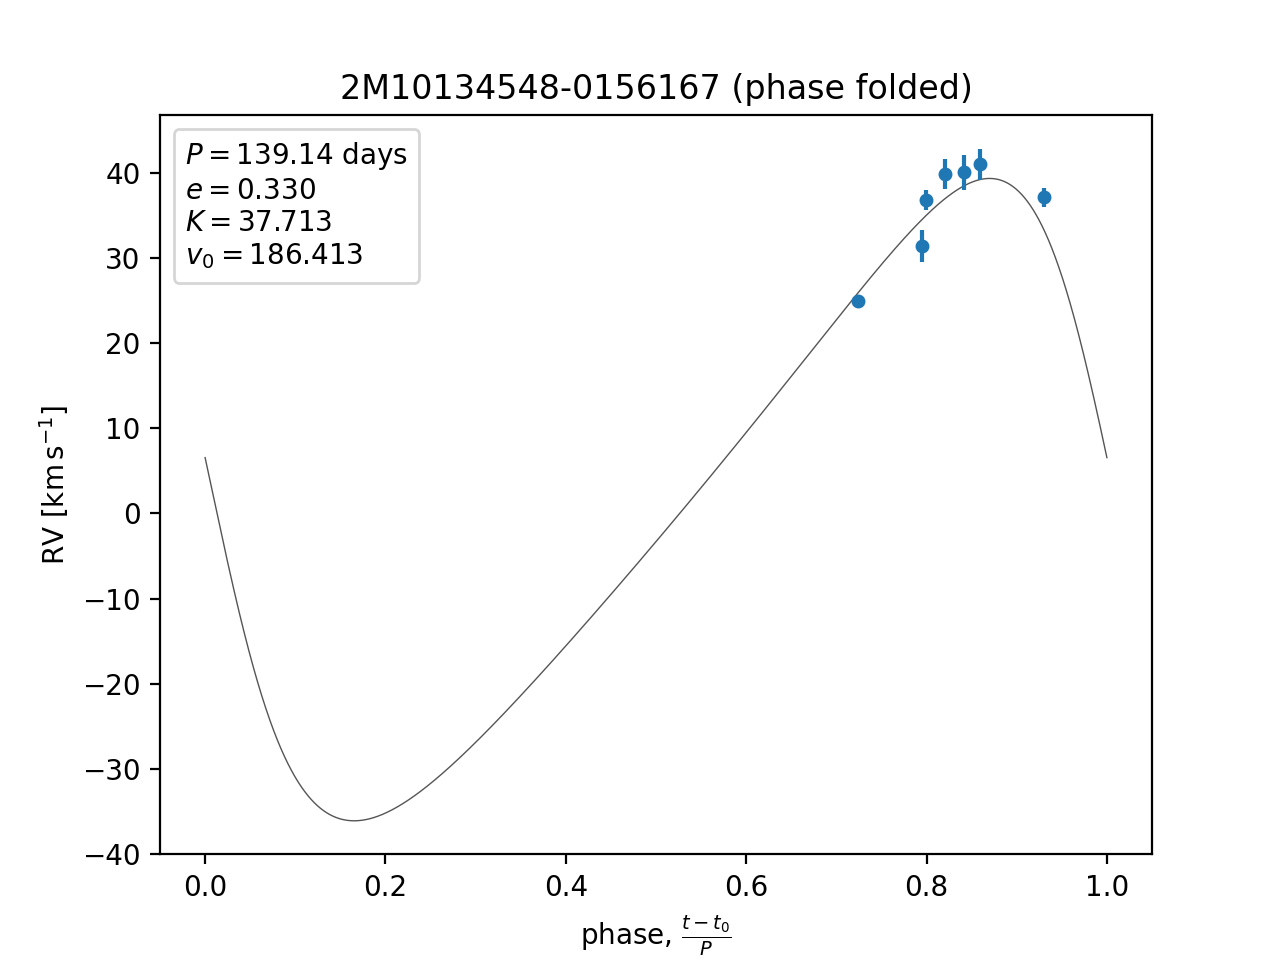 2M10134548-0156167 (phase folded)
P = 139.14 days
e = 0.330
K = 37.713
v₀ = 186.413
40
30
20
10
0
−10
−20
−30
−40
RV [km s⁻¹]
0.0 0.2 0.4 0.6 0.8 1.0
phase, (t − t₀)/P